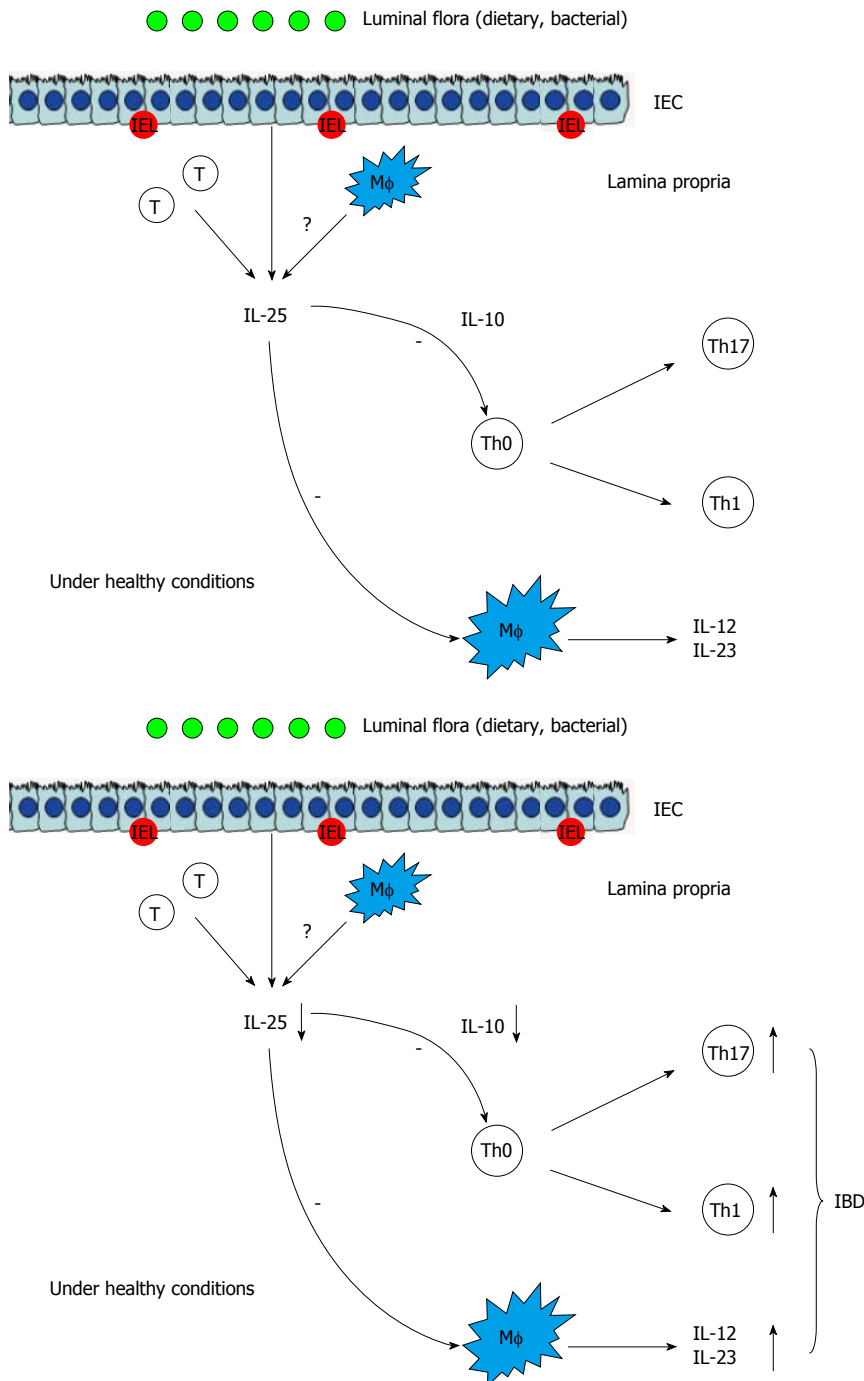 Luminal flora (dietary, bacterial)
IEC
IEL IEL IEL
T
T
Mϕ
Lamina propria
?
IL-25
IL-10
-
Th17
Th0
-
Th1
Under healthy conditions
Mϕ
IL-12
IL-23
Luminal flora (dietary, bacterial)
IEC
IEL IEL IEL
T
T
Mϕ
Lamina propria
?
IL-25
IL-10
-
Th17
Th0
-
Th1
IBD
Under healthy conditions
Mϕ
IL-12
IL-23